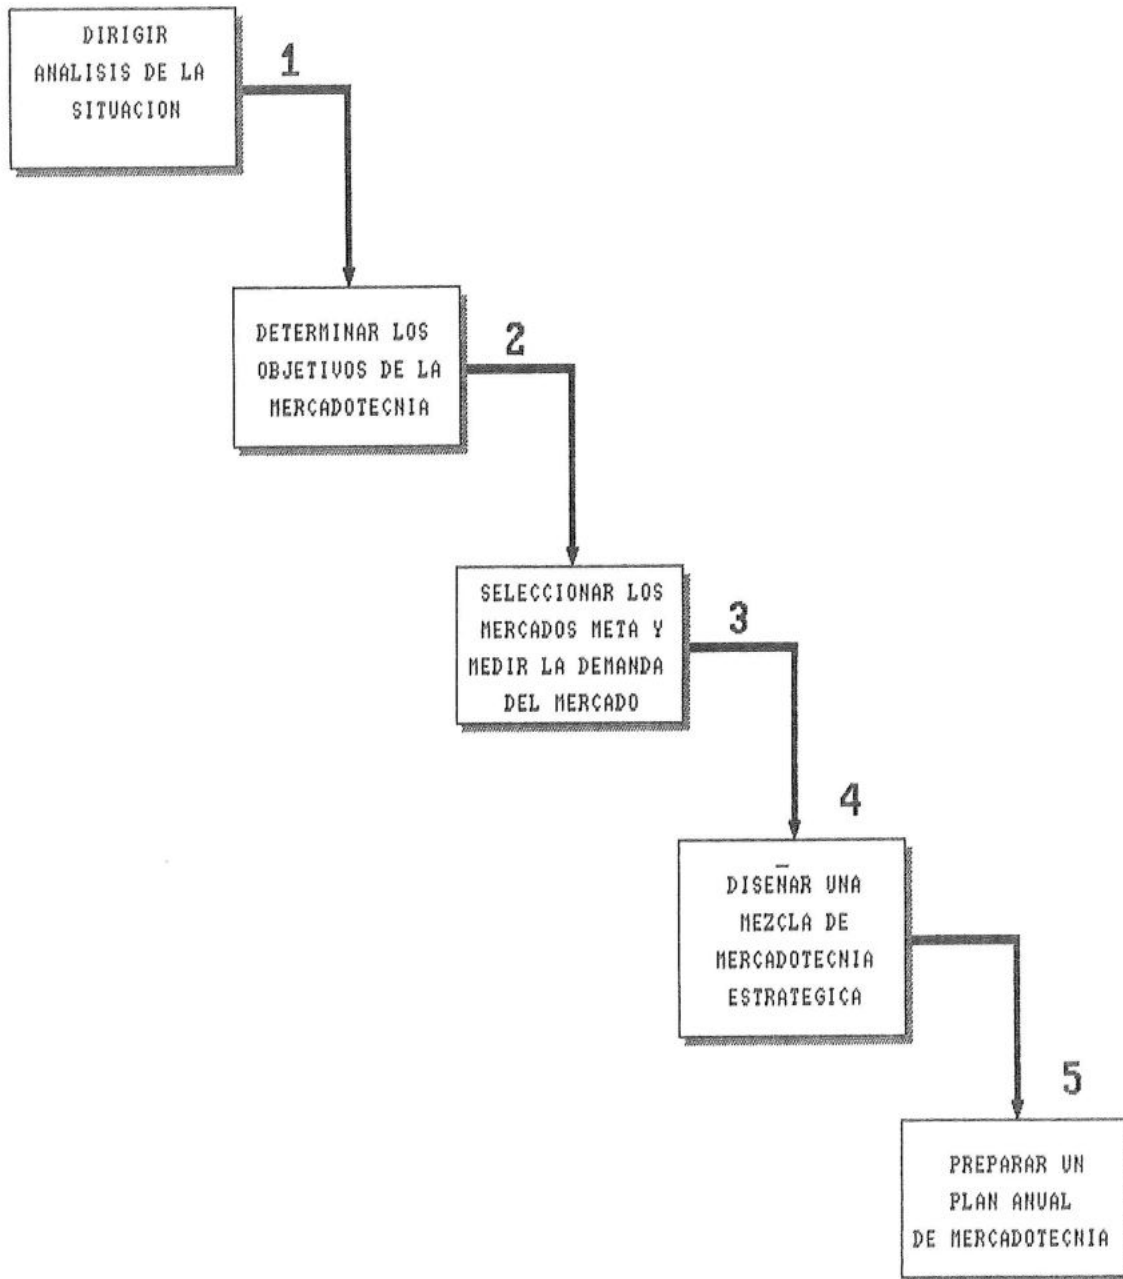 DIRIGIR
ANALISIS DE LA
SITUACION
1
DETERMINAR LOS
OBJETIVOS DE LA
MERCADOTECNIA
2
SELECCIONAR LOS
MERCADOS META Y
MEDIR LA DEMANDA
DEL MERCADO
3
4
DISEÑAR UNA
MEZCLA DE
MERCADOTECNIA
ESTRATEGICA
5
PREPARAR UN
PLAN ANUAL
DE MERCADOTECNIA